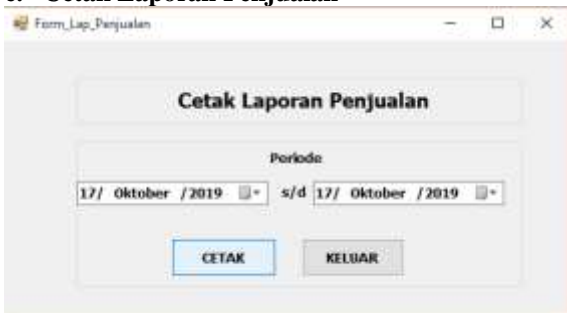 Cetak Laporan Penjualan
Form_Lap_Penjualan
Cetak Laporan Penjualan
Periode
17/ Oktober /2019 s/d 17/ Oktober /2019
CETAK KELUAR